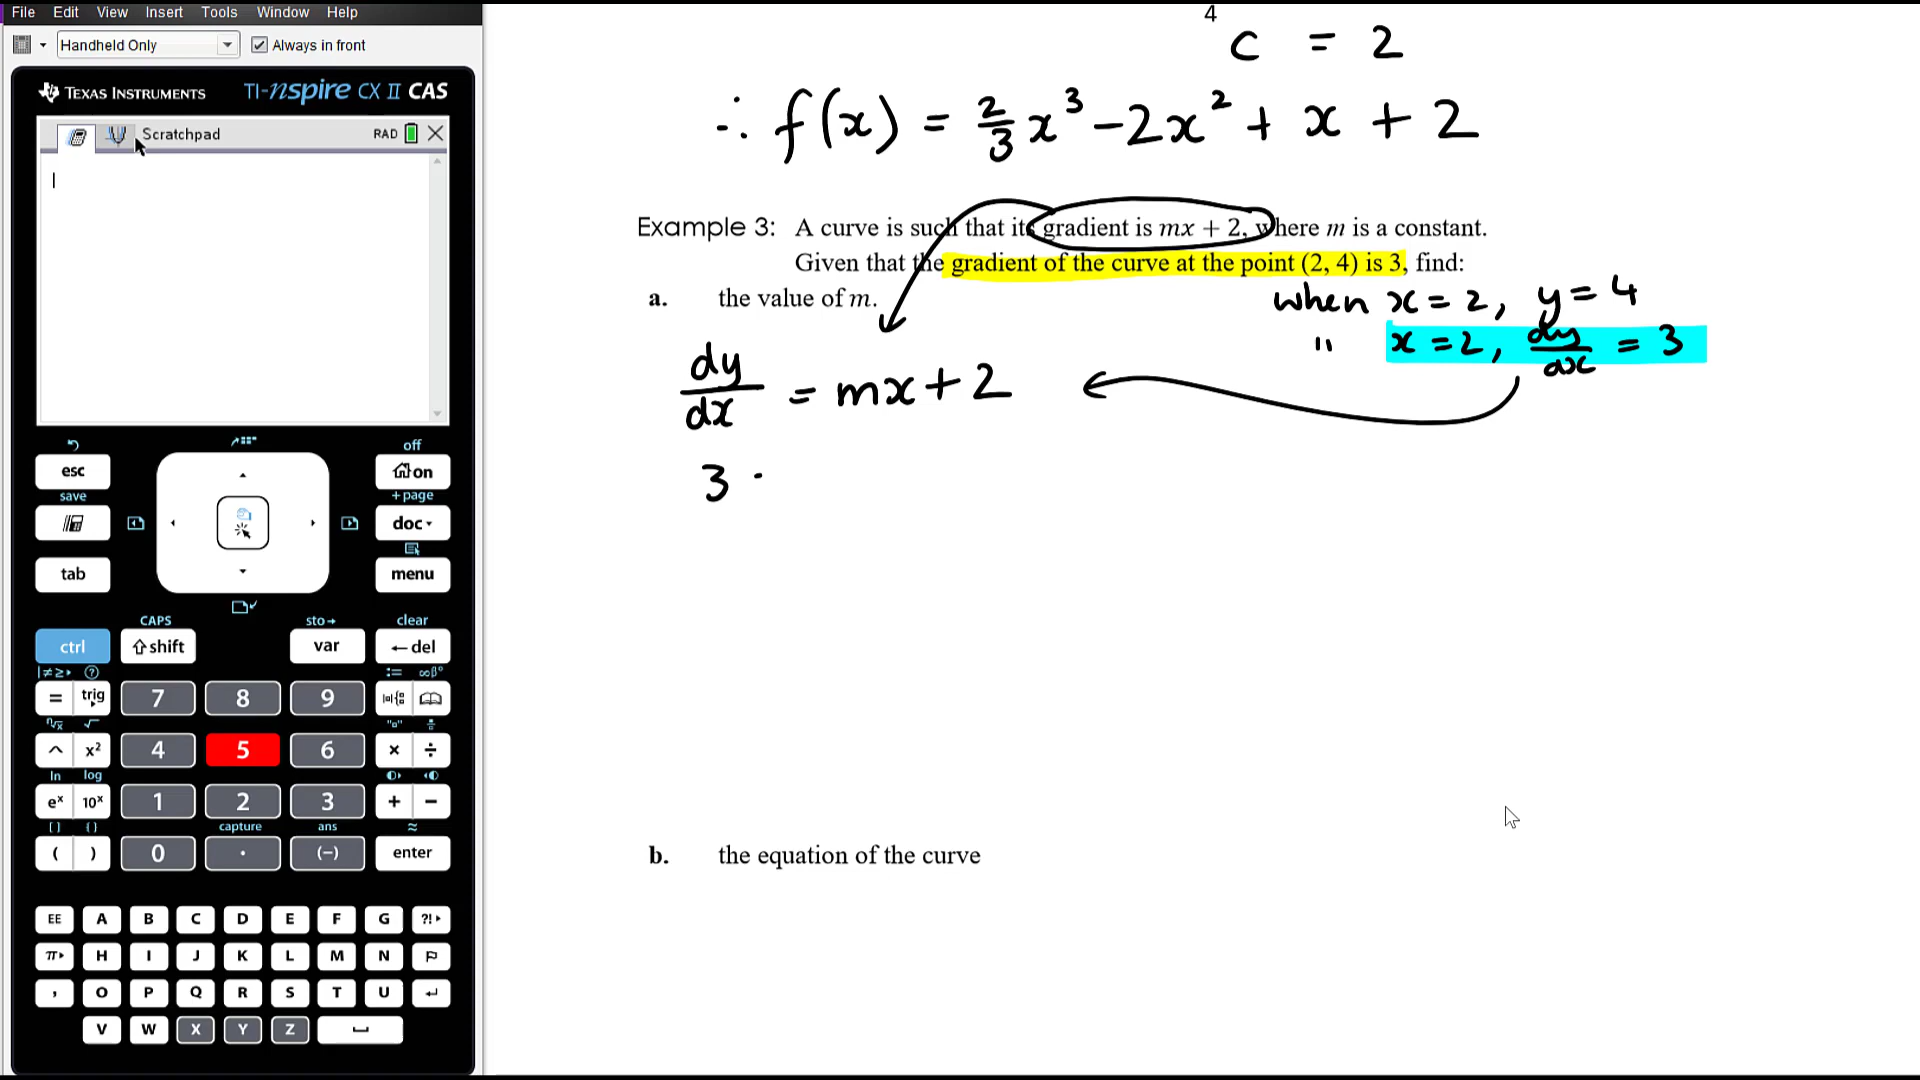 File Edit View Insert Tools Window Help
Handheld Only Always in front
TEXAS INSTRUMENTS TI-nspire CX II CAS
Scratchpad RAD
off
esc on
save + page
doc
tab menu
CAPS sto→ clear
ctrl shift var ←del
|≠≥▸ ? := ∞β°
= trig 7 8 9
ⁿ√x √ "▫"
^ x² 4 5 6 × ÷
ln log
eˣ 10ˣ 1 2 3 + −
[ ] { } capture ans ≈
( ) 0 . (−) enter
EE A B C D E F G ?!▸
π▸ H I J K L M N
, O P Q R S T U ↵
V W X Y Z
4
c = 2
∴ f(x) = 2/3 x³ − 2x² + x + 2
Example 3: A curve is such that its gradient is mx + 2, where m is a constant.
Given that the gradient of the curve at the point (2, 4) is 3, find:
a. the value of m.
when x = 2, y = 4
" x = 2, dy/dx = 3
dy/dx = mx + 2
3 -
b. the equation of the curve